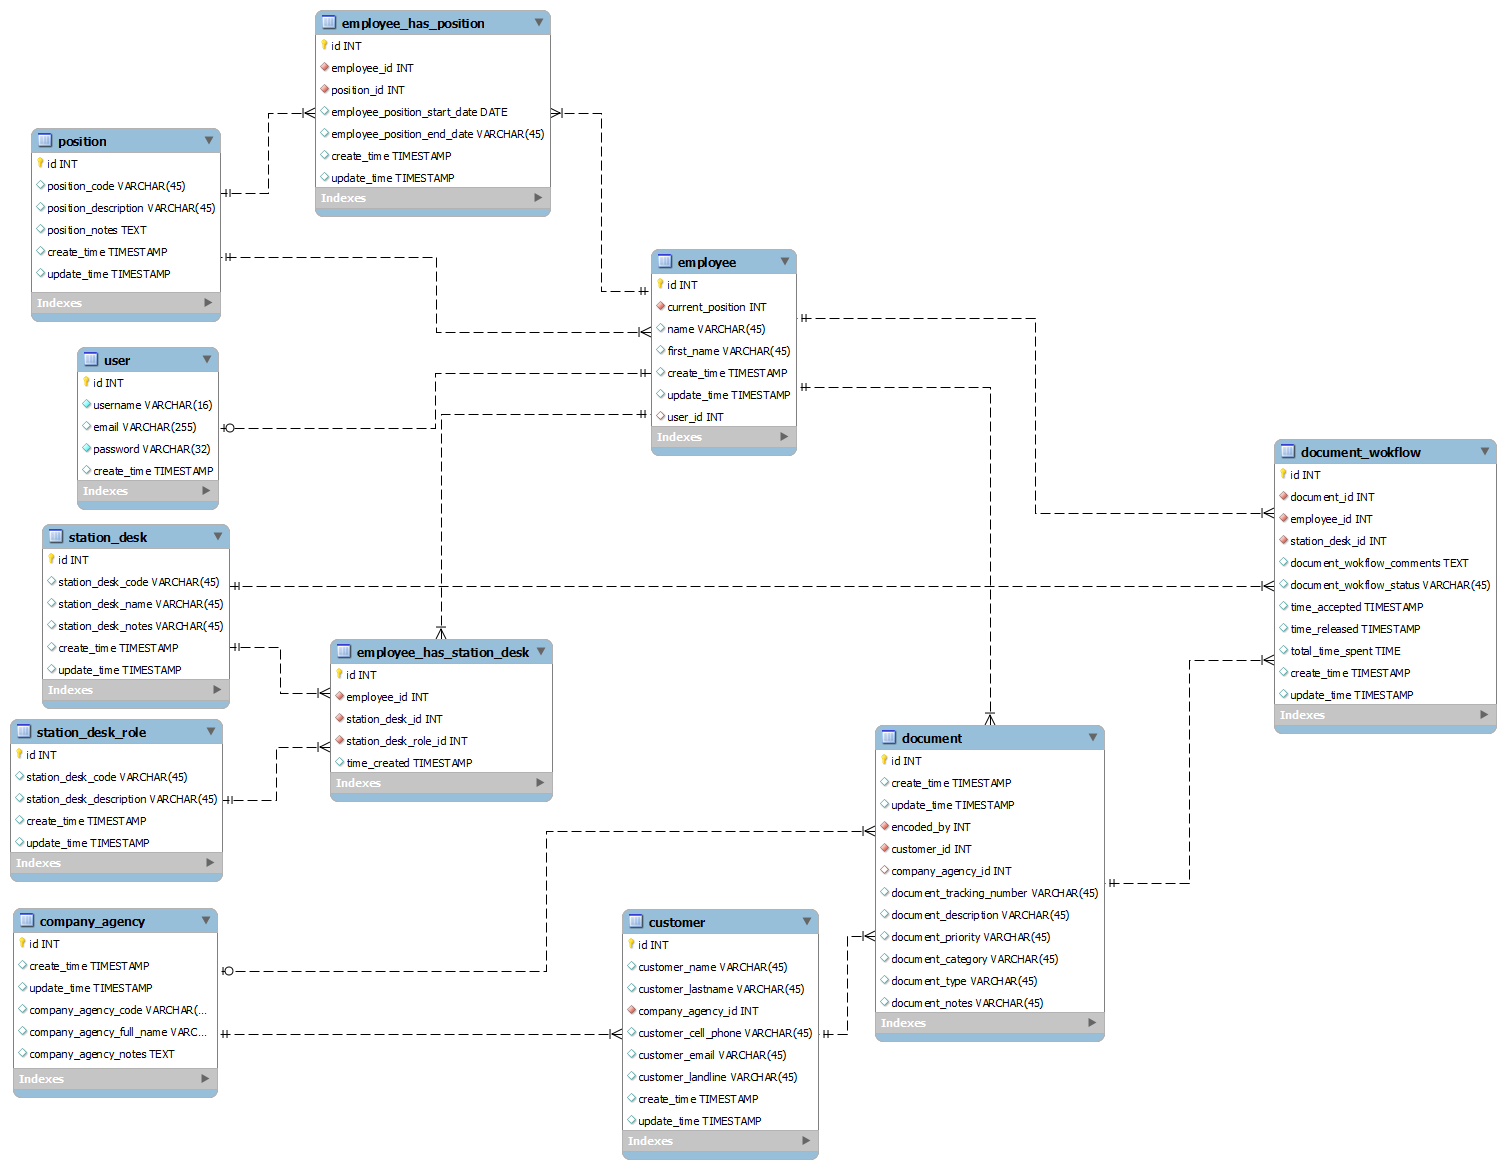 employee_has_position
id INT
employee_id INT
position_id INT
employee_position_start_date DATE
employee_position_end_date VARCHAR(45)
create_time TIMESTAMP
update_time TIMESTAMP
Indexes
position
id INT
position_code VARCHAR(45)
position_description VARCHAR(45)
position_notes TEXT
create_time TIMESTAMP
update_time TIMESTAMP
Indexes
employee
id INT
current_position INT
name VARCHAR(45)
first_name VARCHAR(45)
create_time TIMESTAMP
update_time TIMESTAMP
user_id INT
Indexes
user
id INT
username VARCHAR(16)
email VARCHAR(255)
password VARCHAR(32)
create_time TIMESTAMP
Indexes
document_wokflow
id INT
document_id INT
employee_id INT
station_desk_id INT
document_wokflow_comments TEXT
document_wokflow_status VARCHAR(45)
time_accepted TIMESTAMP
time_released TIMESTAMP
total_time_spent TIME
create_time TIMESTAMP
update_time TIMESTAMP
Indexes
station_desk
id INT
station_desk_code VARCHAR(45)
station_desk_name VARCHAR(45)
station_desk_notes VARCHAR(45)
create_time TIMESTAMP
update_time TIMESTAMP
Indexes
employee_has_station_desk
id INT
employee_id INT
station_desk_id INT
station_desk_role_id INT
time_created TIMESTAMP
Indexes
station_desk_role
id INT
station_desk_code VARCHAR(45)
station_desk_description VARCHAR(45)
create_time TIMESTAMP
update_time TIMESTAMP
Indexes
document
id INT
create_time TIMESTAMP
update_time TIMESTAMP
encoded_by INT
customer_id INT
company_agency_id INT
document_tracking_number VARCHAR(45)
document_description VARCHAR(45)
document_priority VARCHAR(45)
document_category VARCHAR(45)
document_type VARCHAR(45)
document_notes VARCHAR(45)
Indexes
company_agency
id INT
create_time TIMESTAMP
update_time TIMESTAMP
company_agency_code VARCHAR(...
company_agency_full_name VARC...
company_agency_notes TEXT
Indexes
customer
id INT
customer_name VARCHAR(45)
customer_lastname VARCHAR(45)
company_agency_id INT
customer_cell_phone VARCHAR(45)
customer_email VARCHAR(45)
customer_landline VARCHAR(45)
create_time TIMESTAMP
update_time TIMESTAMP
Indexes